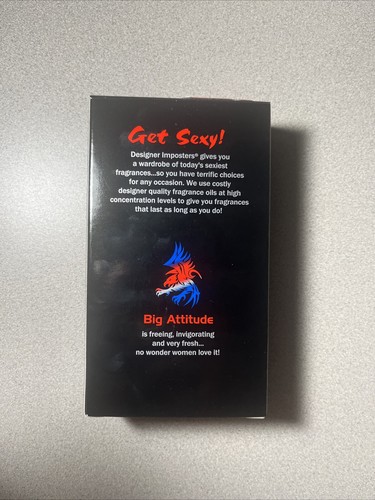 Get Sexy!
Designer Imposters® gives you
a wardrobe of today's sexiest
fragrances...so you have terrific choices
for any occasion. We use costly
designer quality fragrance oils at high
concentration levels to give you fragrances
that last as long as you do!
Big Attitude
is freeing, invigorating
and very fresh...
no wonder women love it!